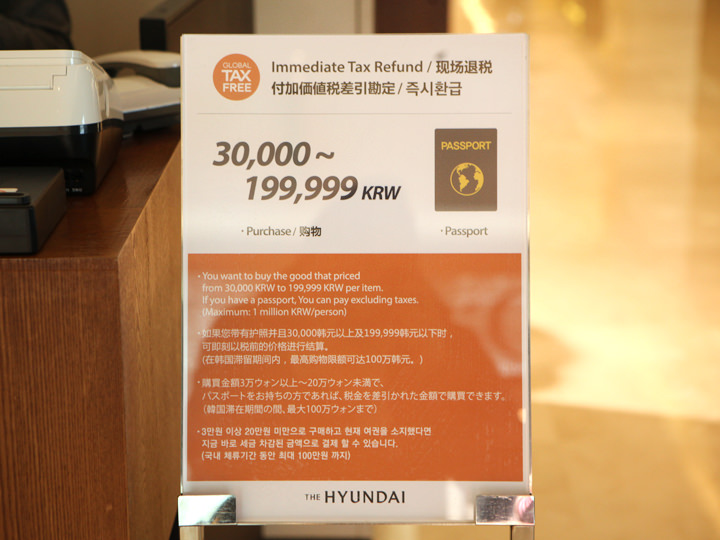 GLOBAL
TAX
FREE
Immediate Tax Refund / 现场退税
付加価値税差引勘定 / 즉시환급
30,000 ~
199,999 KRW
PASSPORT
· Purchase / 购物
· Passport
· You want to buy the good that priced
from 30,000 KRW to 199,999 KRW per item.
If you have a passport, You can pay excluding taxes.
(Maximum: 1 million KRW/person)
· 如果您带有护照并且30,000韩元以上及199,999韩元以下时，
可即刻以税前的价格进行结算。
(在韩国滞留期间内，最高购物限额可达100万韩元。)
· 購買金額3万ウォン以上～20万ウォン未満で、
パスポートをお持ちの方であれば、税金を差引かれた金額で購買できます。
（韓国滞在期間の間、最大100万ウォンまで）
· 3만원 이상 20만원 미만으로 구매하고 현재 여권을 소지했다면
지금 바로 세금 차감된 금액으로 결제 할 수 있습니다.
(국내 체류기간 동안 최대 100만원 까지)
THE HYUNDAI